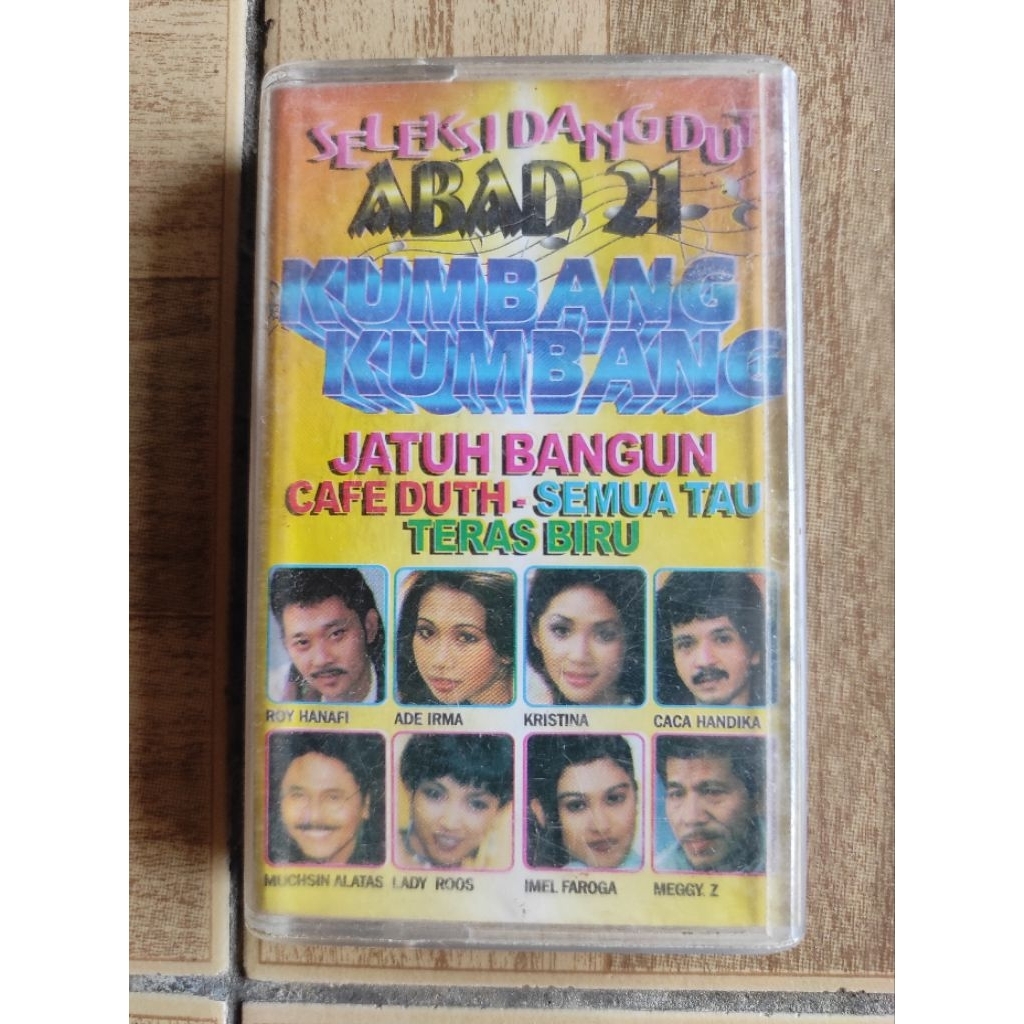 SELEKSI DANGDUT
ABAD 21
KUMBANG
KUMBANG
JATUH BANGUN
CAFE DUTH - SEMUA TAU
TERAS BIRU
ROY HANAFI ADE IRMA KRISTINA CACA HANDIKA
MUCHSIN ALATAS LADY ROOS IMEL FAROGA MEGGY. Z